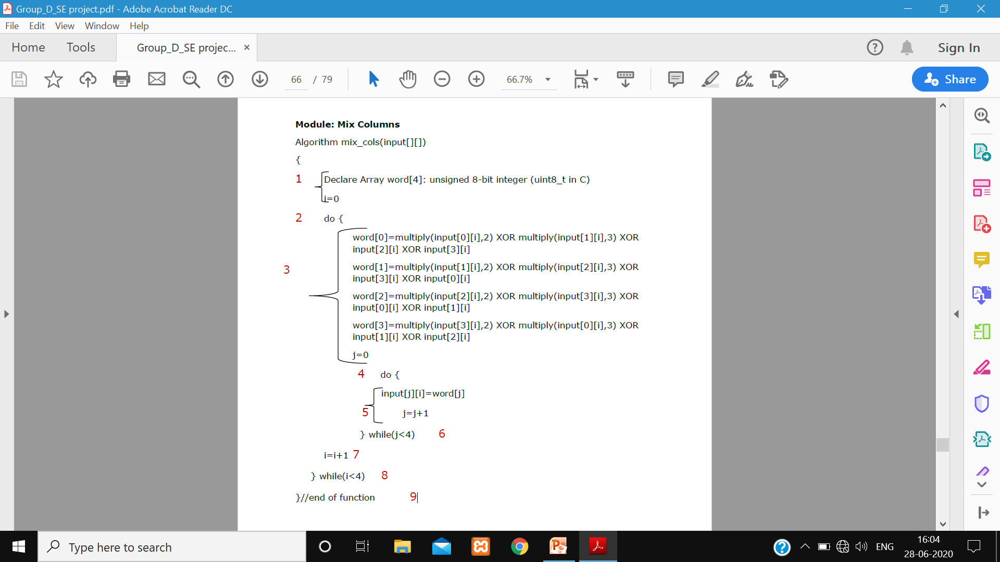 Group_D_SE project.pdf - Adobe Acrobat Reader DC
File Edit View Window Help
Home Tools Group_D_SE projec... × Sign In
66 / 79 66.7% Share
Module: Mix Columns
Algorithm mix_cols(input[][])
{
1 Declare Array word[4]: unsigned 8-bit integer (uint8_t in C)
i=0
2 do {
word[0]=multiply(input[0][i],2) XOR multiply(input[1][i],3) XOR
input[2][i] XOR input[3][i]
3
word[1]=multiply(input[1][i],2) XOR multiply(input[2][i],3) XOR
input[3][i] XOR input[0][i]
word[2]=multiply(input[2][i],2) XOR multiply(input[3][i],3) XOR
input[0][i] XOR input[1][i]
word[3]=multiply(input[3][i],2) XOR multiply(input[0][i],3) XOR
input[1][i] XOR input[2][i]
j=0
4 do {
input[j][i]=word[j]
5 j=j+1
} while(j<4) 6
i=i+1 7
} while(i<4) 8
}//end of function 9
Type here to search
ENG
16:04
28-06-2020